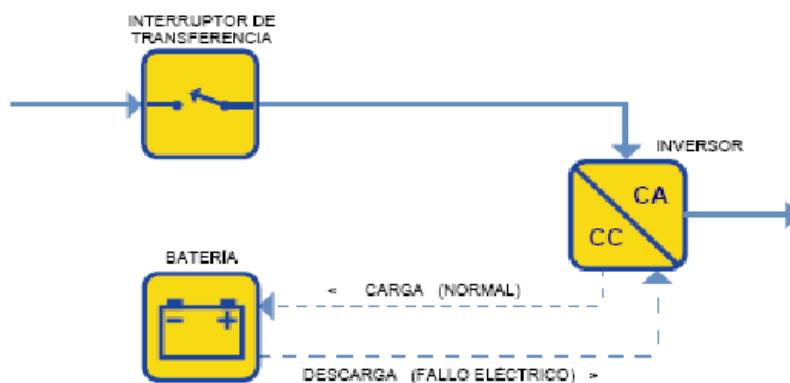 INTERRUPTOR DE
TRANSFERENCIA
INVERSOR
CA
CC
BATERÍA
< CARGA (NORMAL)
DESCARGA (FALLO ELÉCTRICO) >